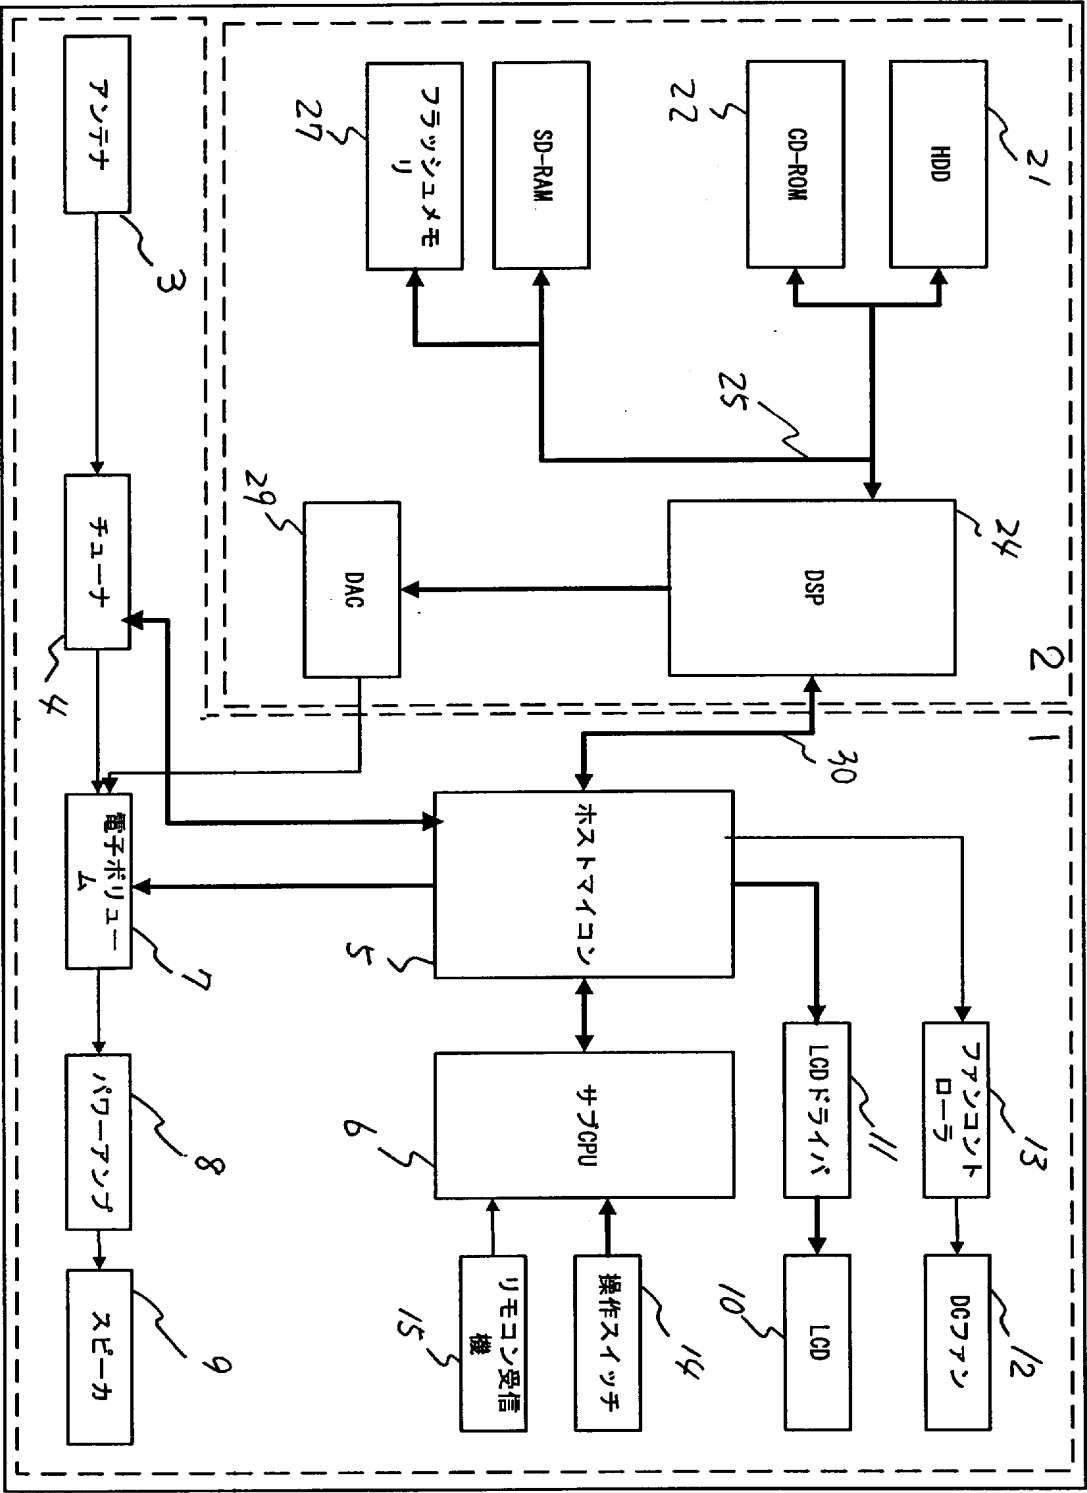 21
HDD
22
CD-ROM
SD-RAM
27
フラッシュメモ
リ
25
24
DSP
29
DAC
2
1
30
ホストマイコン
5
サブCPU
6
13
ファンコント
ローラ
12
DCファン
11
LCDドライバ
10
LCD
14
操作スイッチ
15
リモコン受信
機
アンテナ
3
チューナ
4
電子ボリュー
ム
7
パワーアンプ
8
スピーカ
9